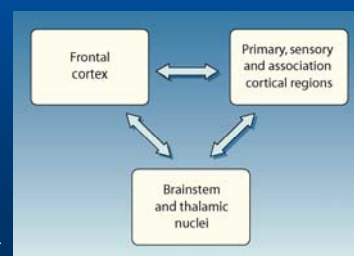 Frontal
cortex
Primary, sensory
and association
cortical regions
Brainstem
and thalamic
nuclei